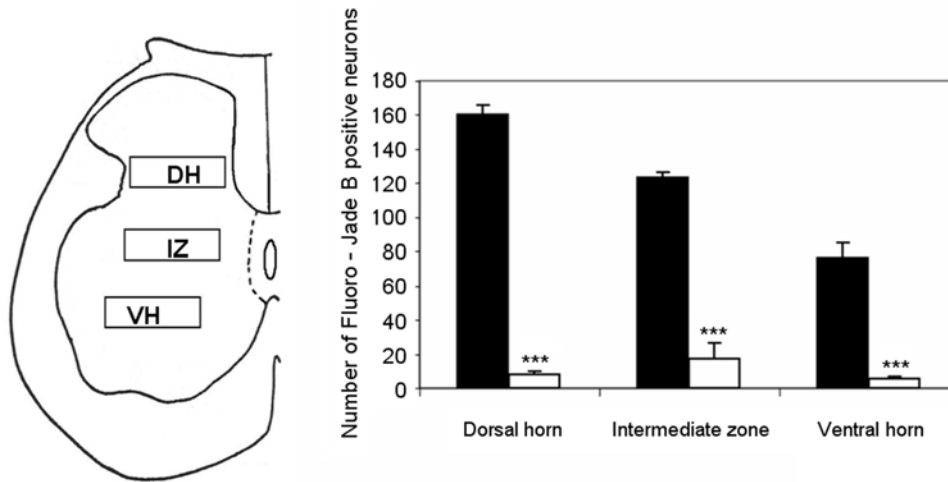 DH
IZ
VH
Number of Fluoro - Jade B positive neurons
180
160
140
120
100
80
60
40
20
0
***
***
***
Dorsal horn
Intermediate zone
Ventral horn